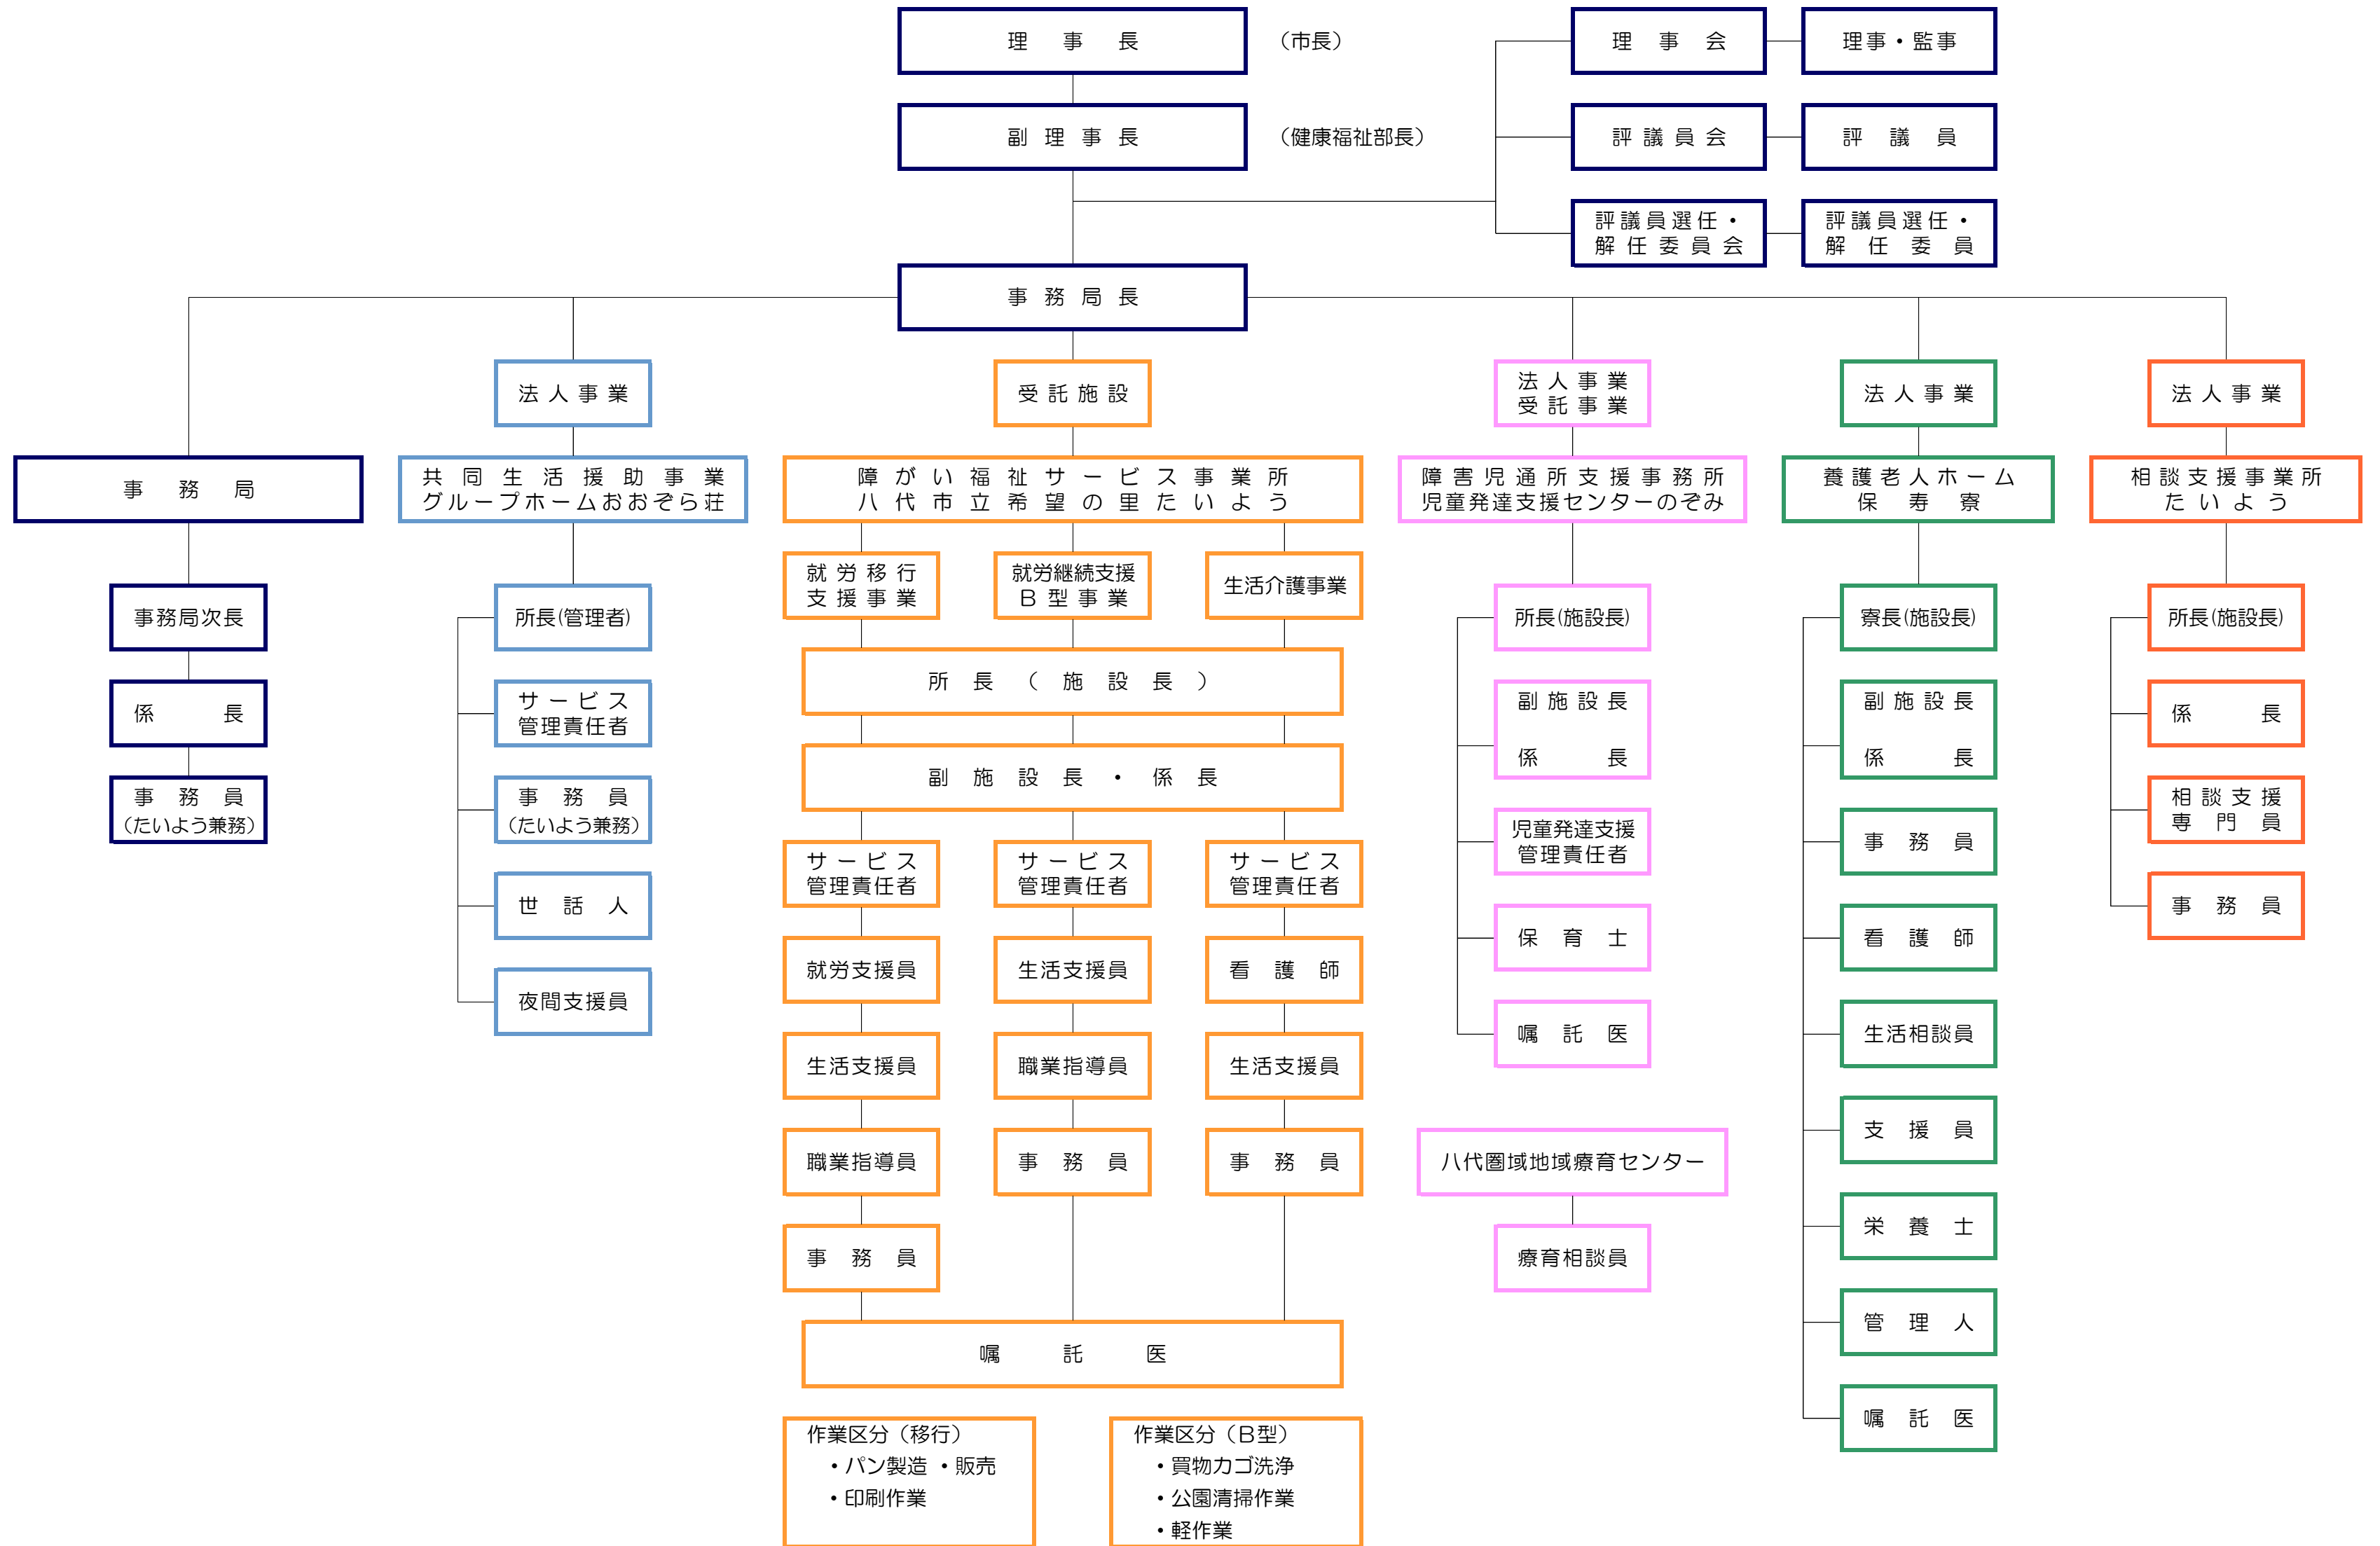 理事長
（市長）
理事会
理事・監事
副理事長
（健康福祉部長）
評議員会
評議員
評議員選任・
解任委員会
評議員選任・
解任委員
事務局長
事務局
事務局次長
係長
事務員
（たいよう兼務）
法人事業
共同生活援助事業
グループホームおおぞら荘
所長(管理者)
サービス
管理責任者
事務員
（たいよう兼務）
世話人
夜間支援員
受託施設
障がい福祉サービス事業所
八代市立希望の里たいよう
就労移行
支援事業
就労継続支援
Ｂ型事業
生活介護事業
所長（施設長）
副施設長・係長
サービス
管理責任者
就労支援員
生活支援員
職業指導員
事務員
サービス
管理責任者
生活支援員
職業指導員
事務員
サービス
管理責任者
看護師
生活支援員
事務員
嘱託医
作業区分（移行）
・パン製造・販売
・印刷作業
作業区分（Ｂ型）
・買物カゴ洗浄
・公園清掃作業
・軽作業
法人事業
受託事業
障害児通所支援事務所
児童発達支援センターのぞみ
所長(施設長)
副施設長
係長
児童発達支援
管理責任者
保育士
嘱託医
八代圏域地域療育センター
療育相談員
法人事業
養護老人ホーム
保寿寮
寮長(施設長)
副施設長
係長
事務員
看護師
生活相談員
支援員
栄養士
管理人
嘱託医
法人事業
相談支援事業所
たいよう
所長(施設長)
係長
相談支援
専門員
事務員